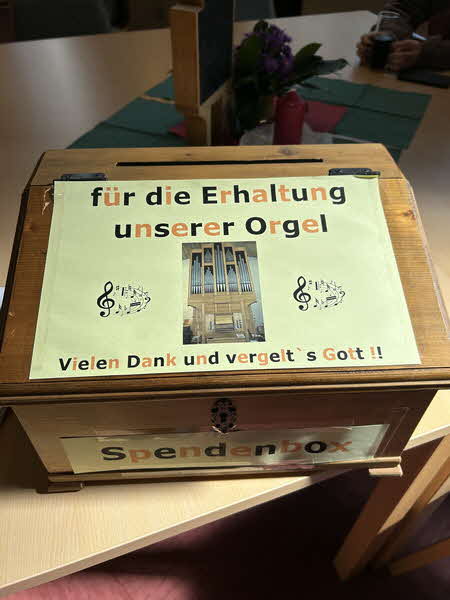 für die Erhaltung
unserer Orgel
Vielen Dank und vergelt`s Gott !!
Spendenbox